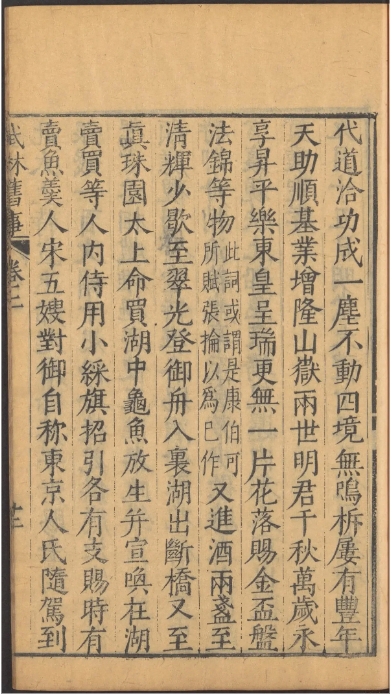 代道洽功成一塵不動四境無鳴柝屢有豐年
天助順基業增隆山嶽兩世明君千秋萬歲永
享昇平樂東皇呈瑞更無一片花落賜金盃盤
法錦等物此詞或謂是康伯可所賦張掄以爲已作又進酒兩盞至
清輝少歇至翠光登御舟入裏湖出斷橋又至
眞珠園太上命買湖中龜魚放生并宣喚在湖
賣買等人内侍用小綵旗招引各有支賜時有
賣魚羹人宋五嫂對御自称東京人氏隨駕到
武林舊事 卷七